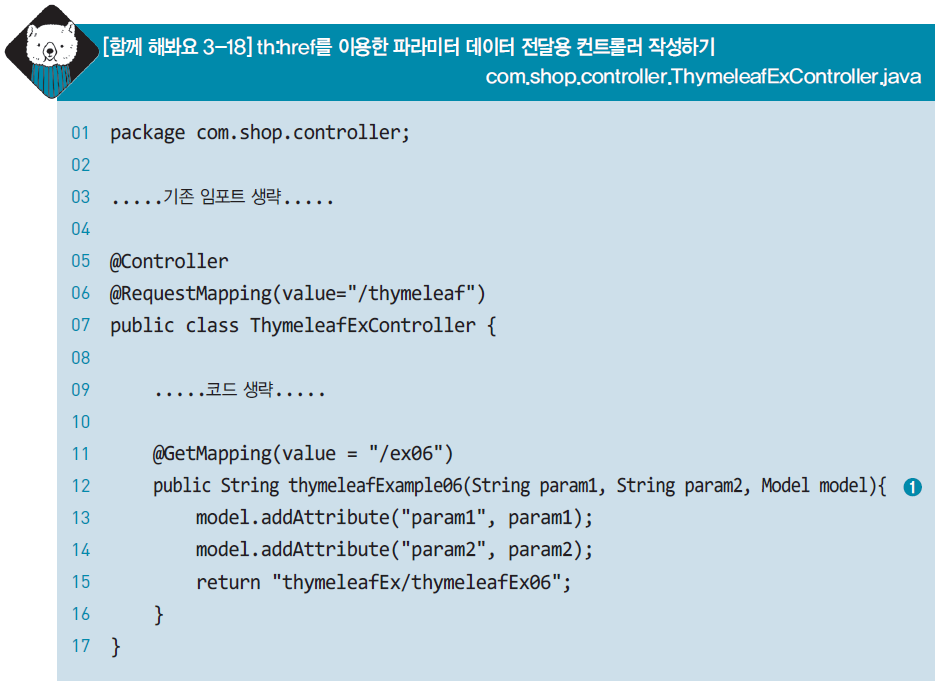 [함께 해봐요 3-18] th:href를 이용한 파라미터 데이터 전달용 컨트롤러 작성하기
com.shop.controller.ThymeleafExController.java
01 package com.shop.controller;
02
03 .....기존 임포트 생략.....
04
05 @Controller
06 @RequestMapping(value="/thymeleaf")
07 public class ThymeleafExController {
08
09     .....코드 생략.....
10
11     @GetMapping(value = "/ex06")
12     public String thymeleafExample06(String param1, String param2, Model model){ ❶
13         model.addAttribute("param1", param1);
14         model.addAttribute("param2", param2);
15         return "thymeleafEx/thymeleafEx06";
16     }
17 }